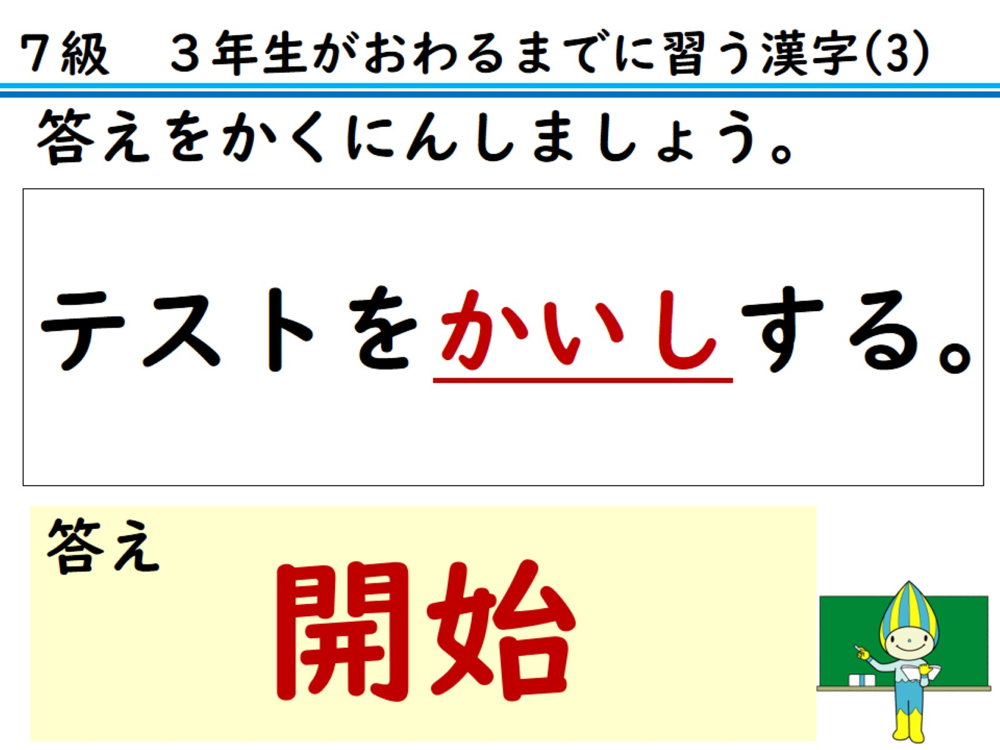 ７級　３年生がおわるまでに習う漢字(3)
答えをかくにんしましょう。
テストをかいしする。
答え
開始